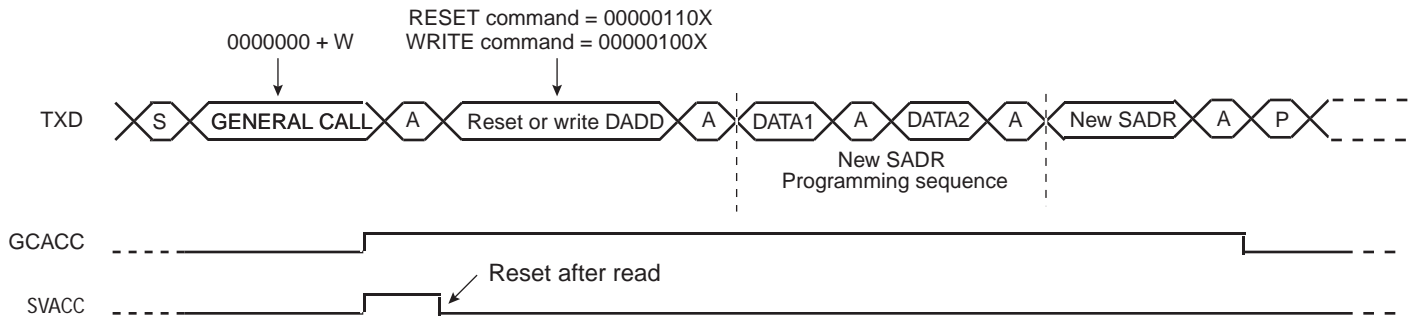 RESET command = 00000110X
0000000 + W
WRITE command = 00000100X
TXD
S
GENERAL CALL
A
Reset or write DADD
A
DATA1
A
DATA2
A
New SADR
A
P
New SADR
Programming sequence
GCACC
Reset after read
SVACC